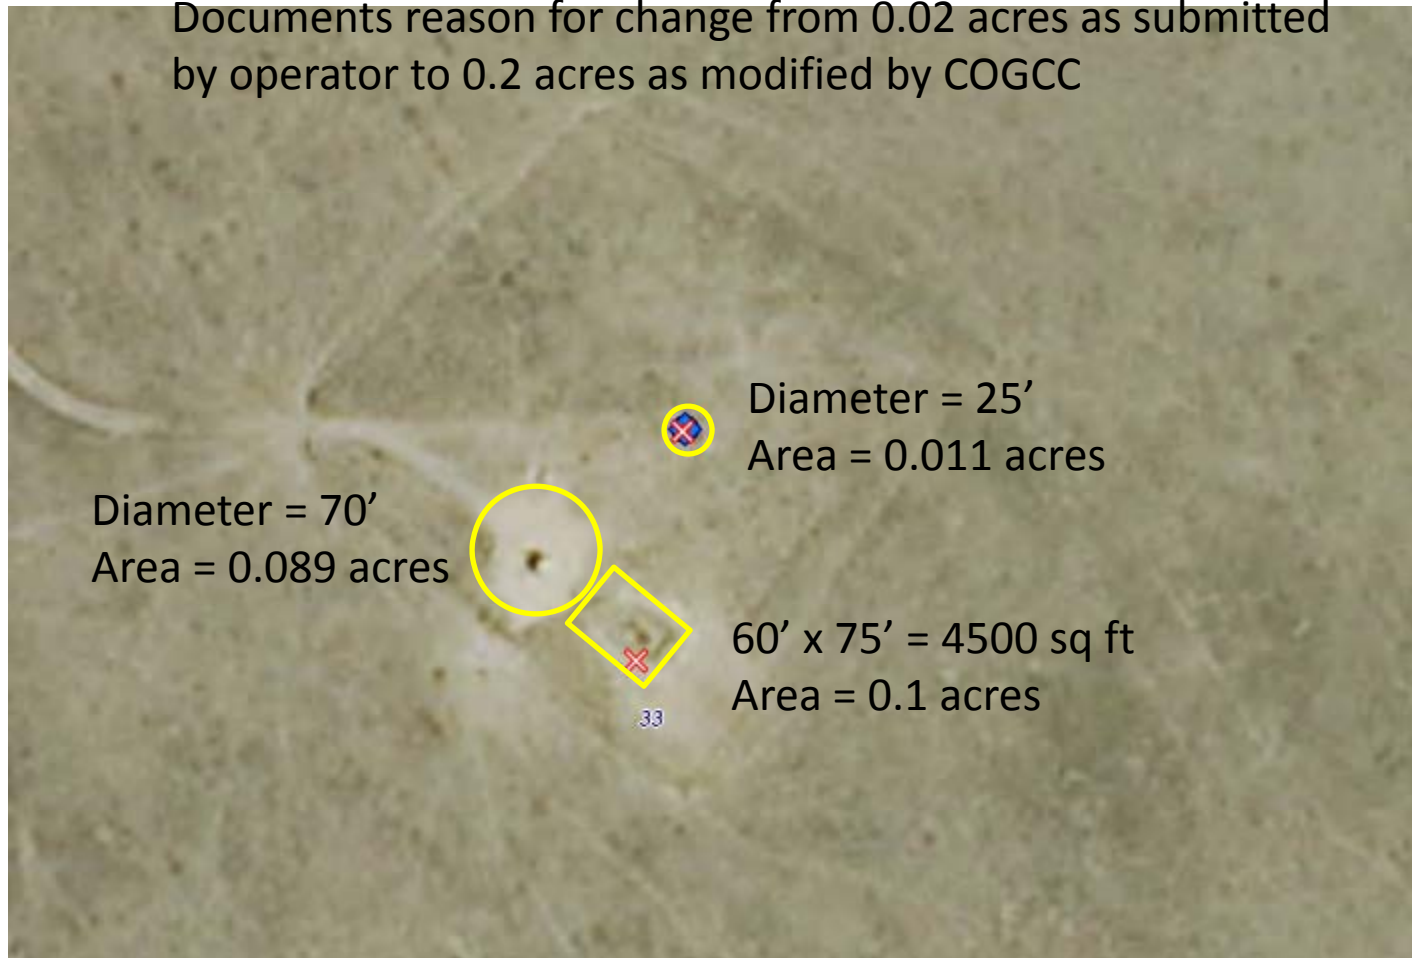 Documents reason for change from 0.02 acres as submitted
by operator to 0.2 acres as modified by COGCC
Diameter = 25’
Area = 0.011 acres
Diameter = 70’
Area = 0.089 acres
60’ x 75’ = 4500 sq ft
Area = 0.1 acres
33